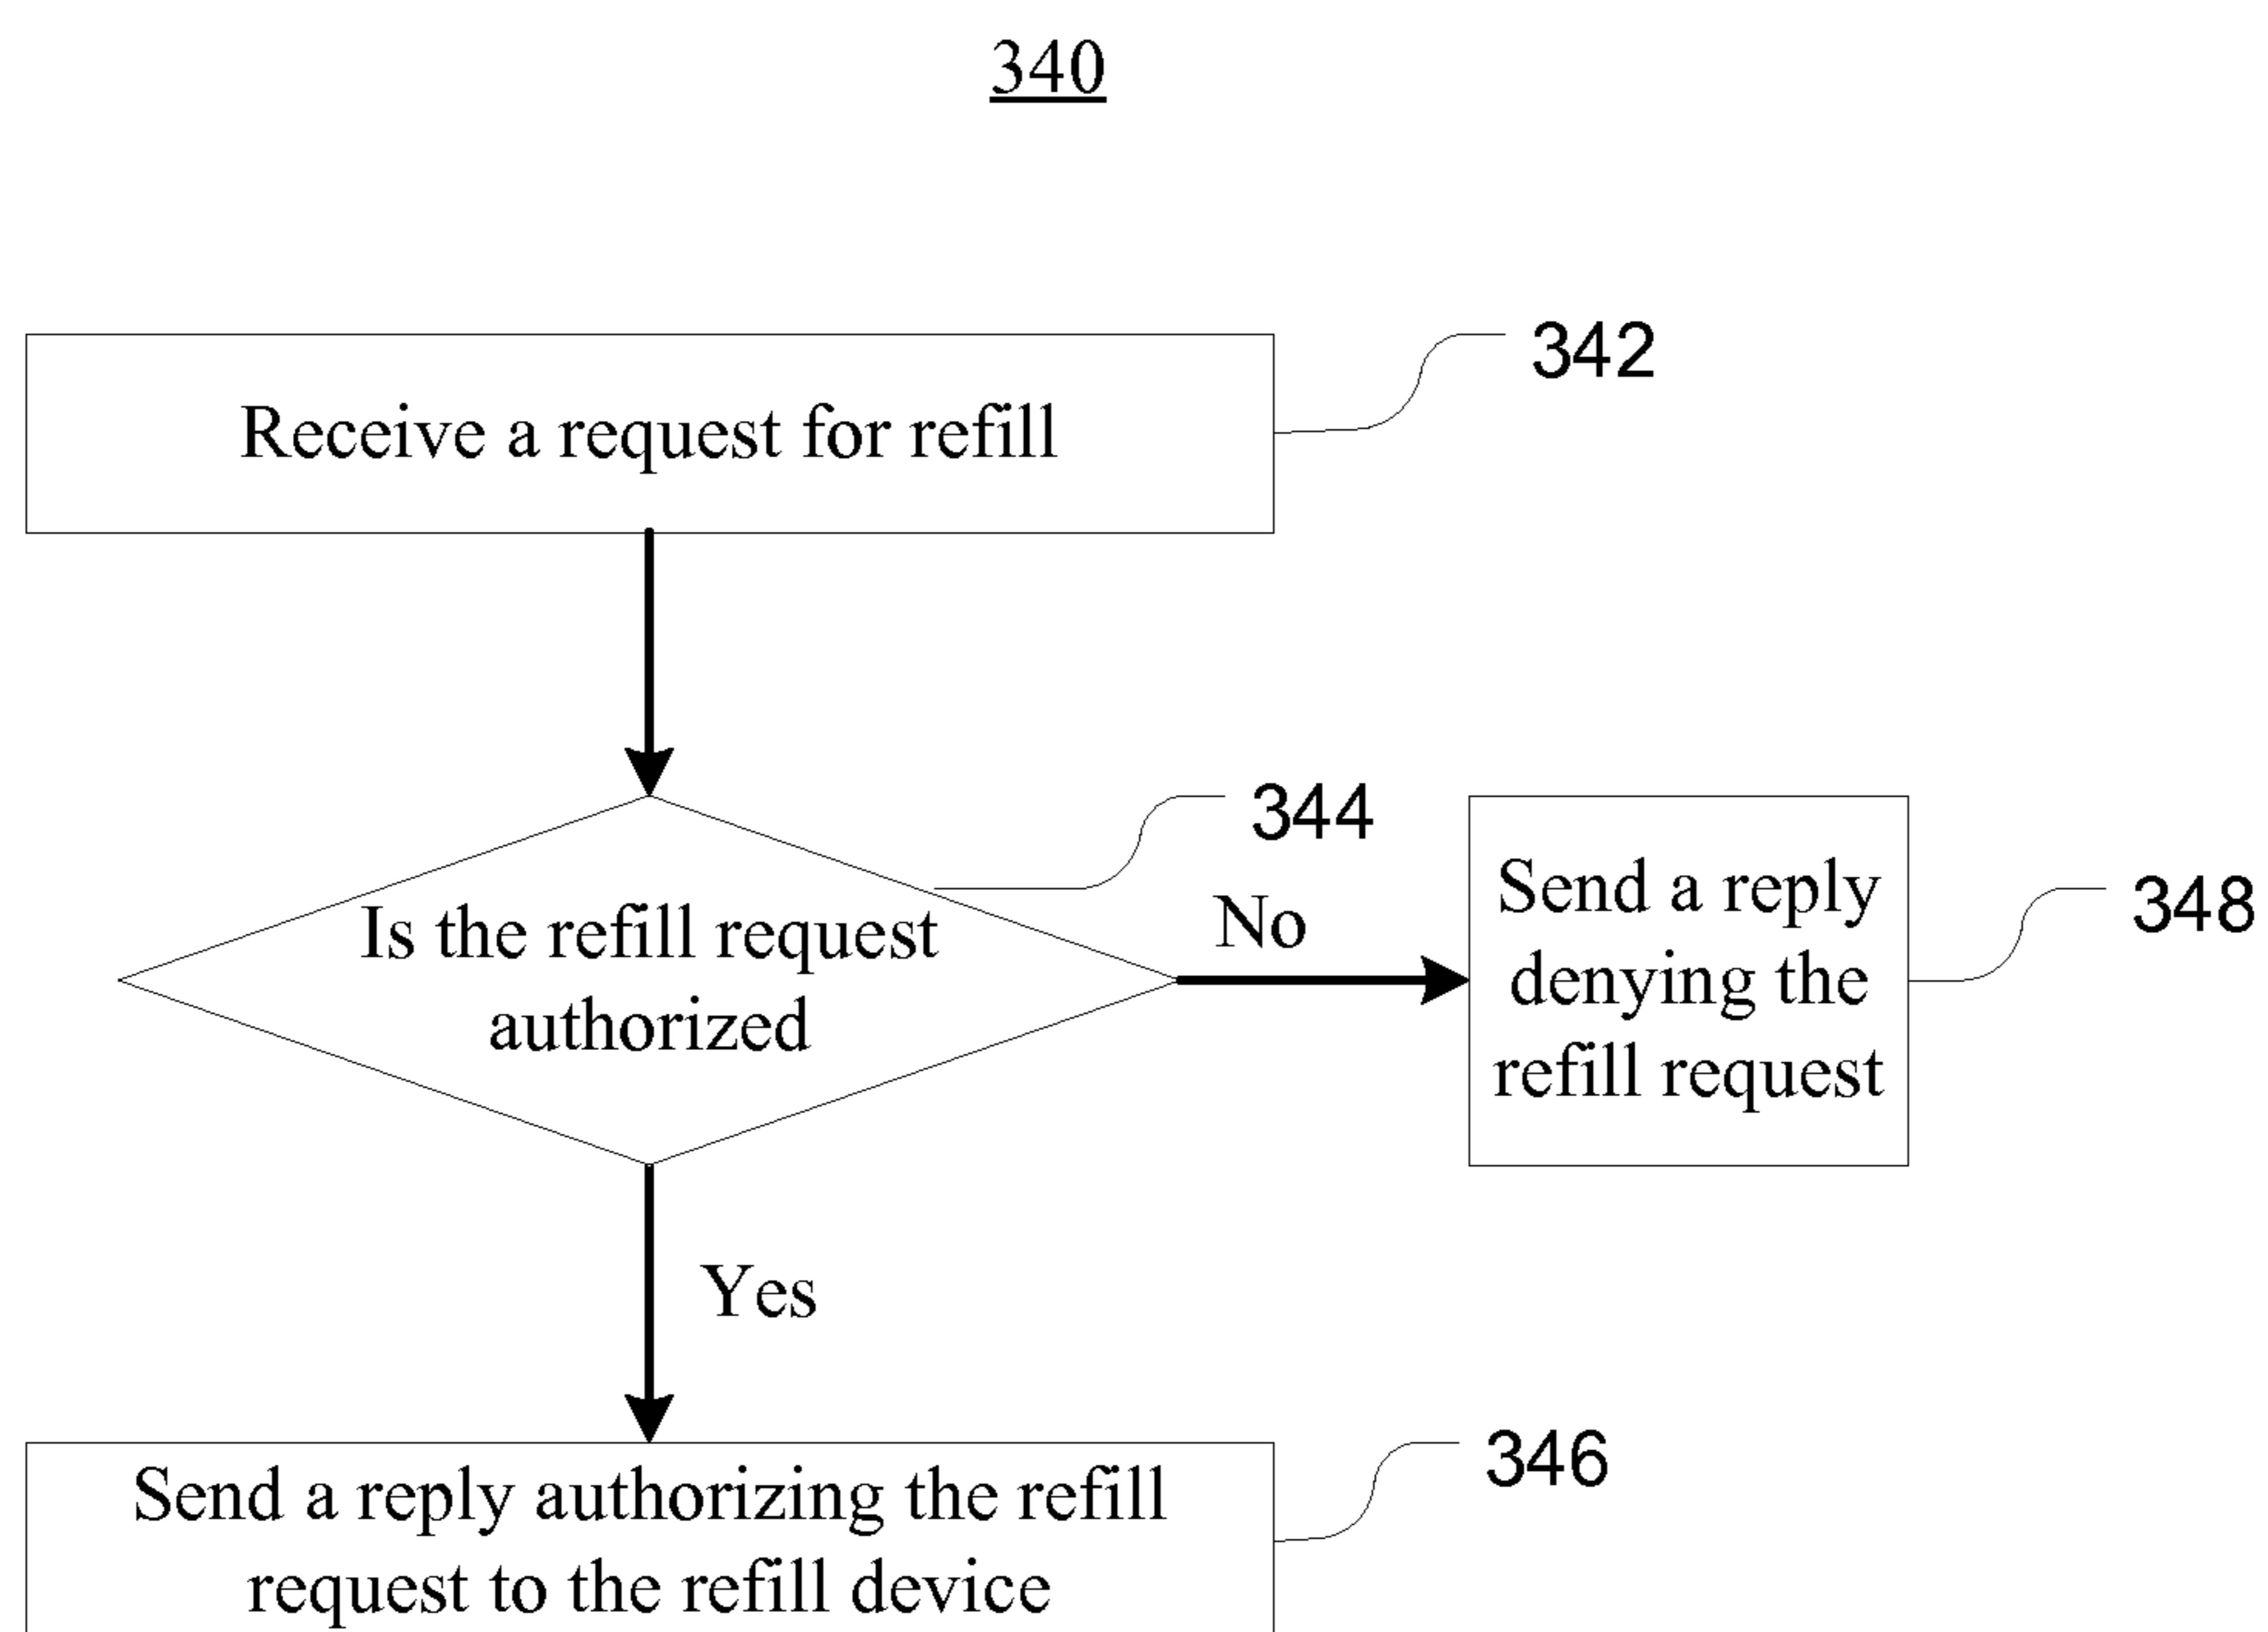 340
Receive a request for refill
342
344
Is the refill request
authorized
No
Send a reply
denying the
refill request
348
Yes
Send a reply authorizing the refill
request to the refill device
346